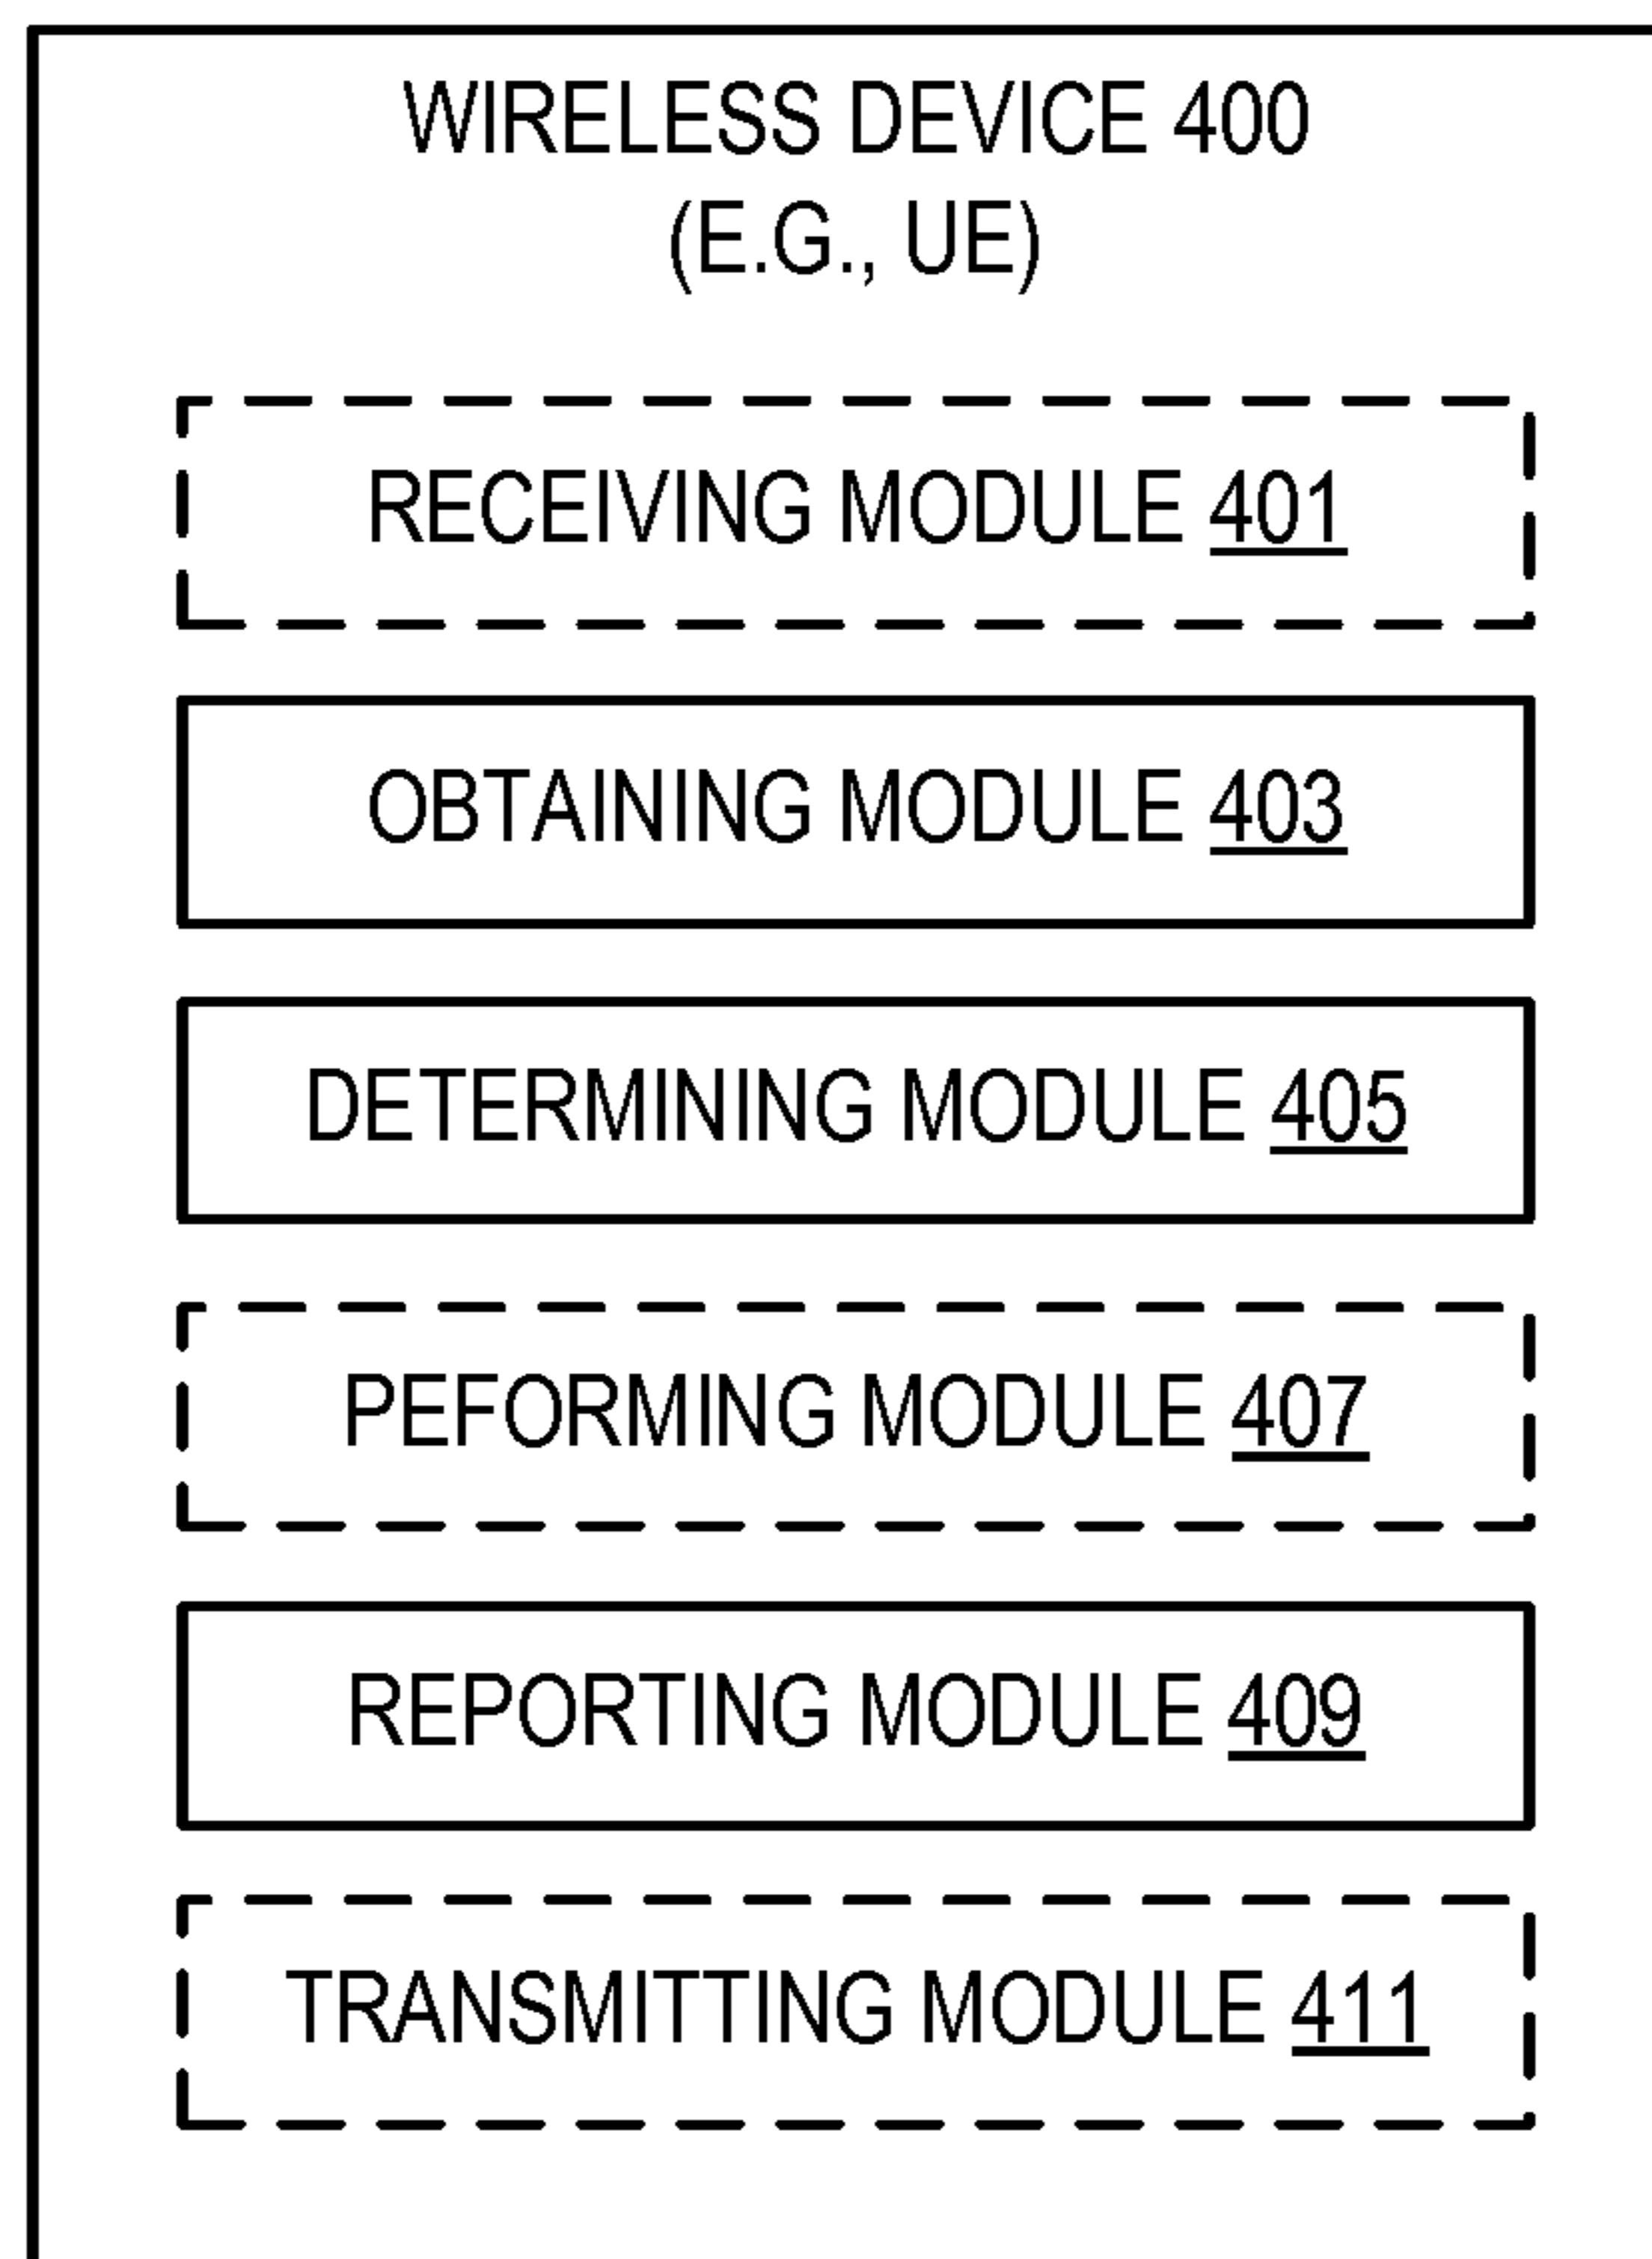 WIRELESS DEVICE 400
(E.G., UE)
RECEIVING MODULE 401
OBTAINING MODULE 403
DETERMINING MODULE 405
PEFORMING MODULE 407
REPORTING MODULE 409
TRANSMITTING MODULE 411